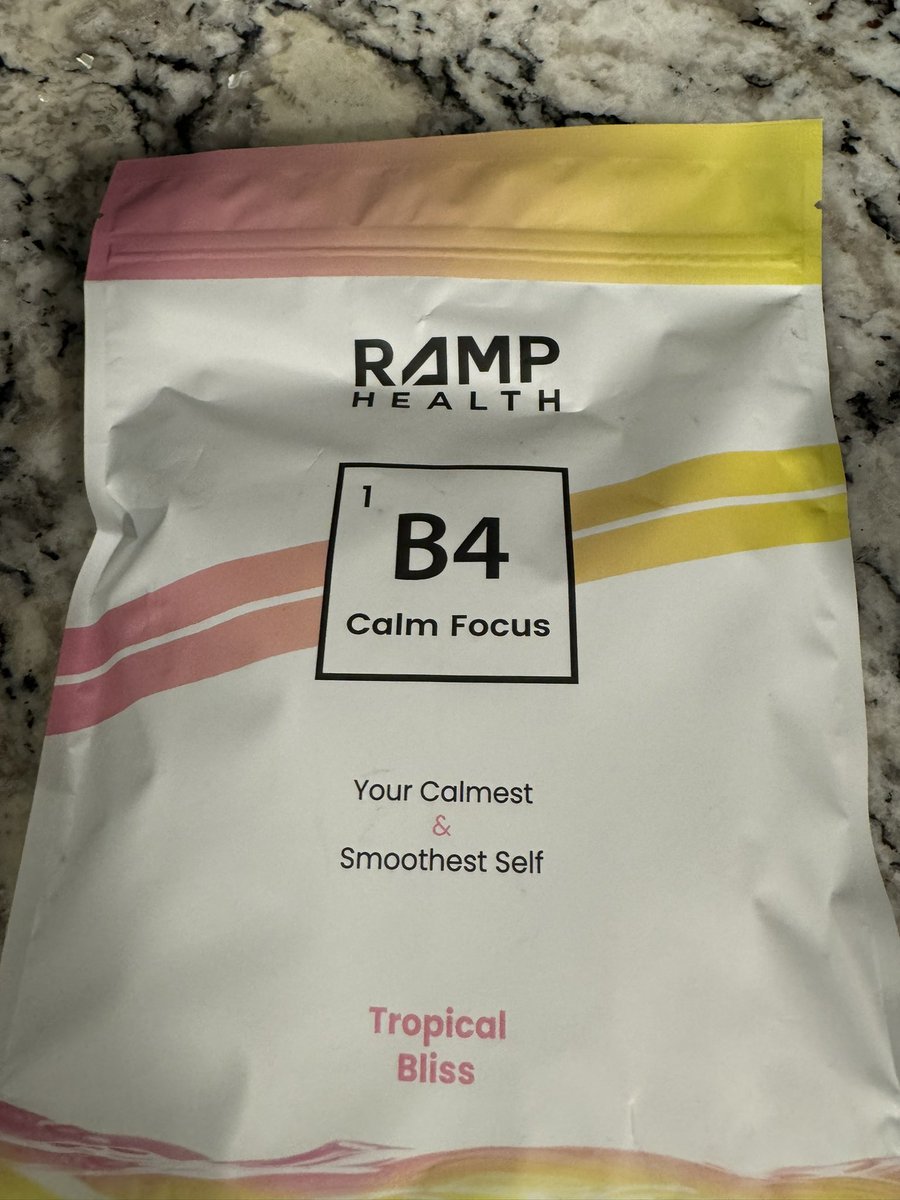 RAMP
HEALTH
1
B4
Calm Focus
Your Calmest
&
Smoothest Self
Tropical
Bliss